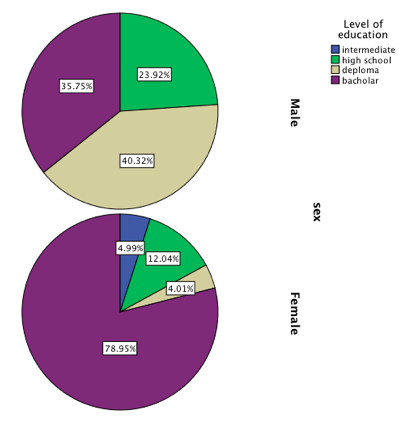 Level of
education
intermediate
high school
deploma
bacholar
23.92%
35.75%
40.32%
Male
sex
4.99%
12.04%
4.01%
78.95%
Female